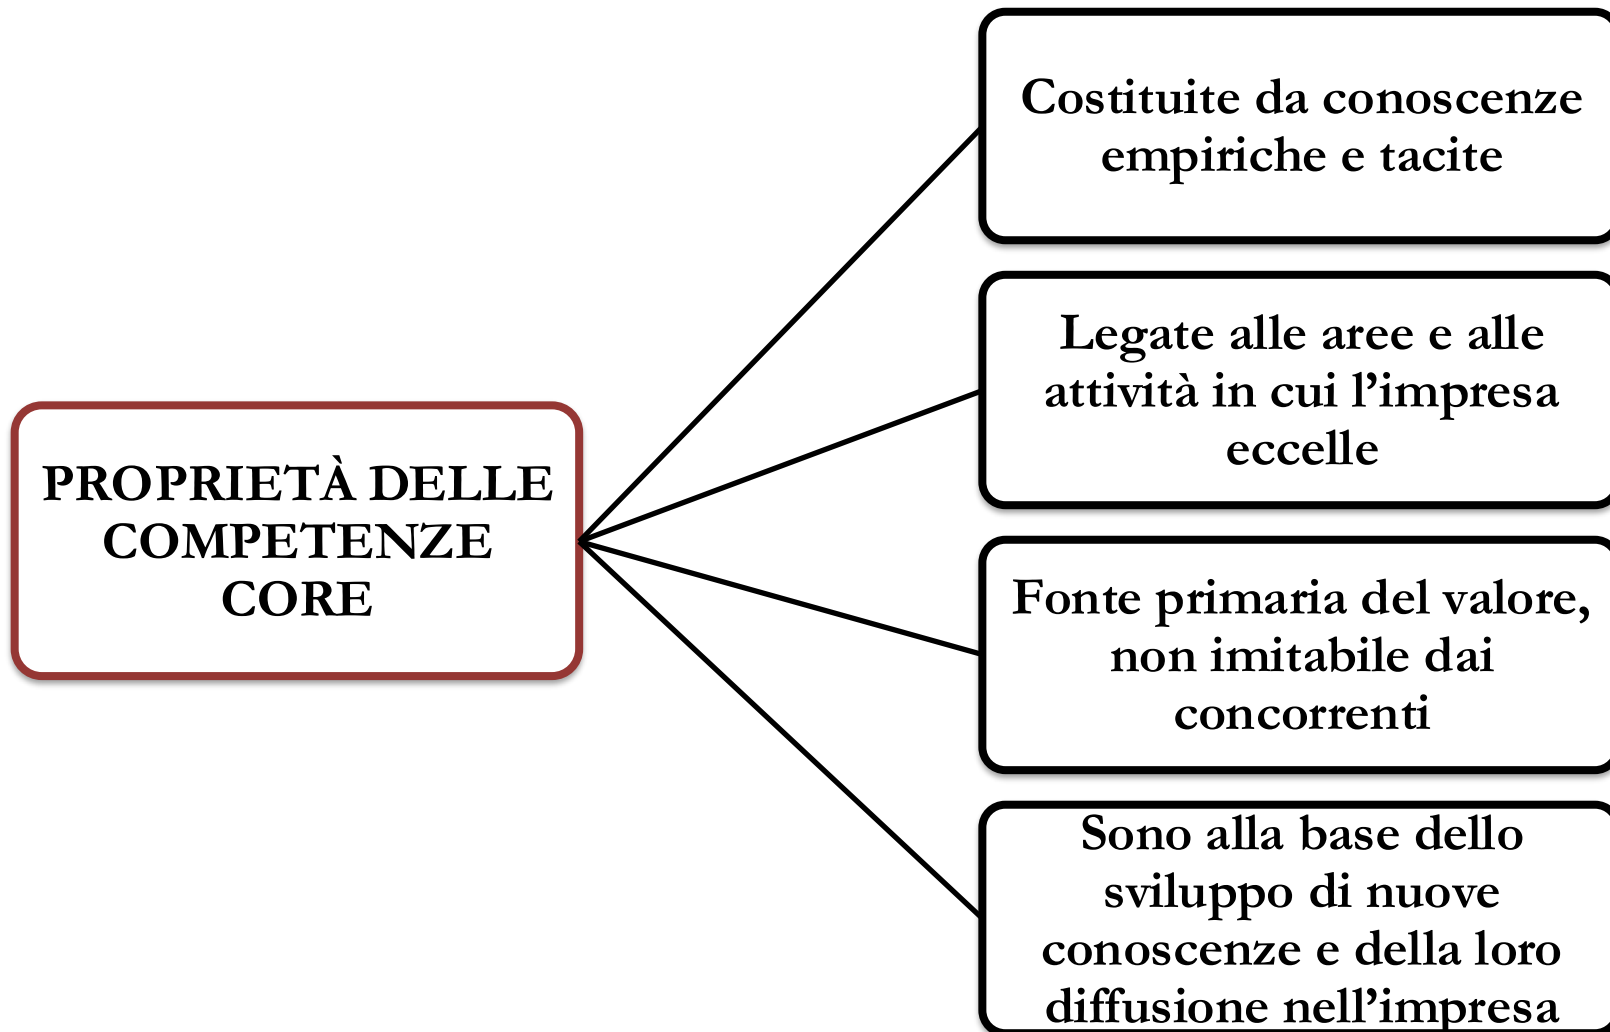 PROPRIETÀ DELLE
COMPETENZE
CORE
Costituite da conoscenze
empiriche e tacite
Legate alle aree e alle
attività in cui l’impresa
eccelle
Fonte primaria del valore,
non imitabile dai
concorrenti
Sono alla base dello
sviluppo di nuove
conoscenze e della loro
diffusione nell’impresa